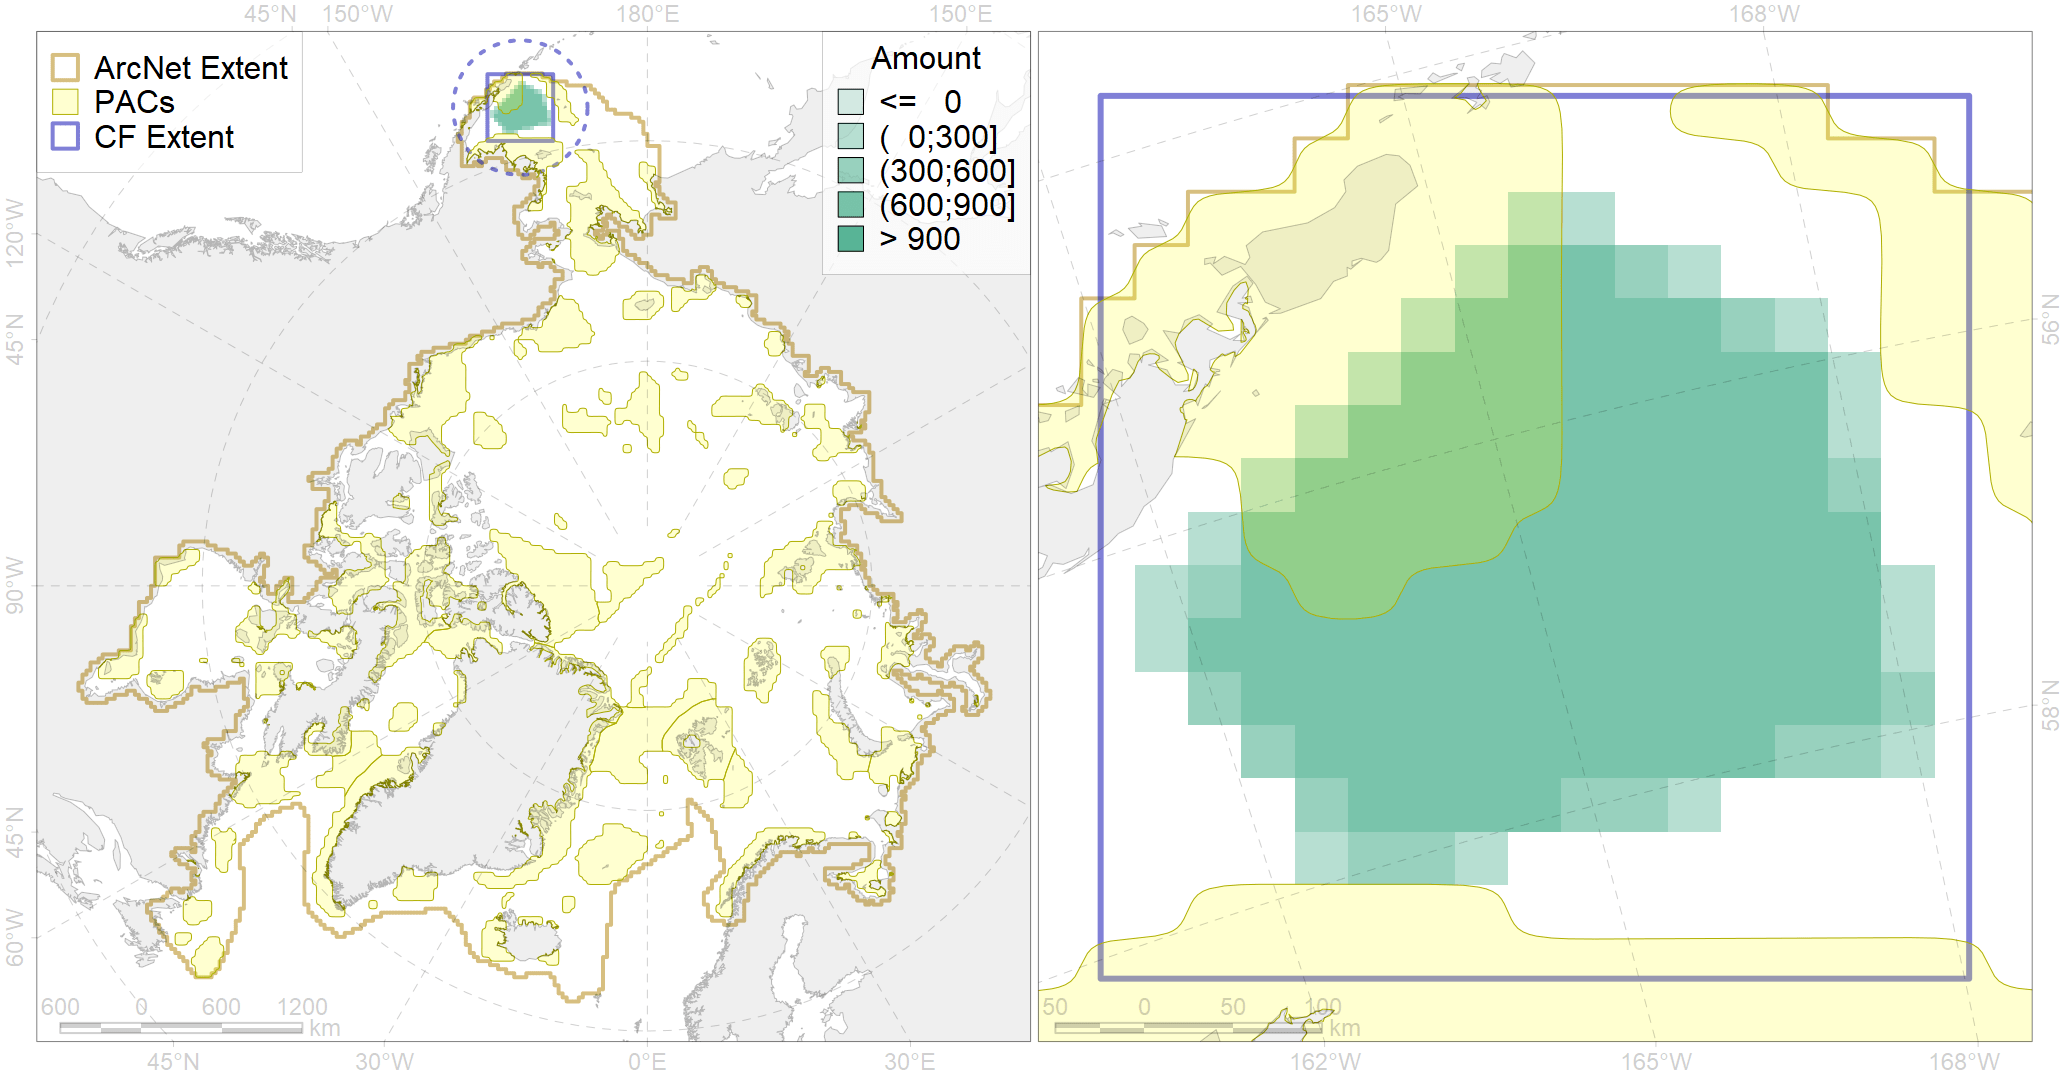 45°N 150°W 180°E 150°E 165°W 168°W
ArcNet Extent
PACs
CF Extent
Amount
<= 0
( 0;300]
(300;600]
(600;900]
> 900
120°W
45°N
90°W
45°N
60°W
56°N
58°N
600 0 600 1200
km
50 0 50 100
km
45°N 30°W 0°E 30°E 162°W 165°W 168°W